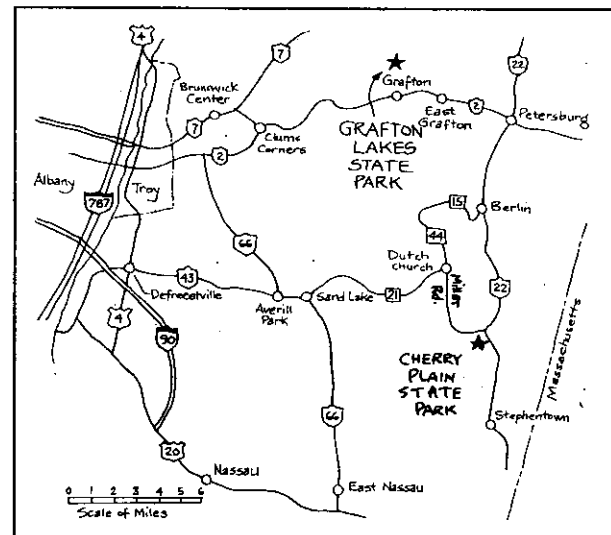 4
7
22
Brunswick
Center
Grafton
East
Grafton
2
Petersburg
7
Clums
Corners
GRAFTON
LAKES
STATE
PARK
2
Albany
Troy
787
15
Berlin
44
66
Dutch
church
Miller
Rd.
43
Defreetville
Averill
Park
Sand Lake
21
22
4
90
CHERRY
PLAIN
STATE
PARK
Massachusetts
66
Stephentown
20
Nassau
East Nassau
0 1 2 3 4 5 6
Scale of Miles